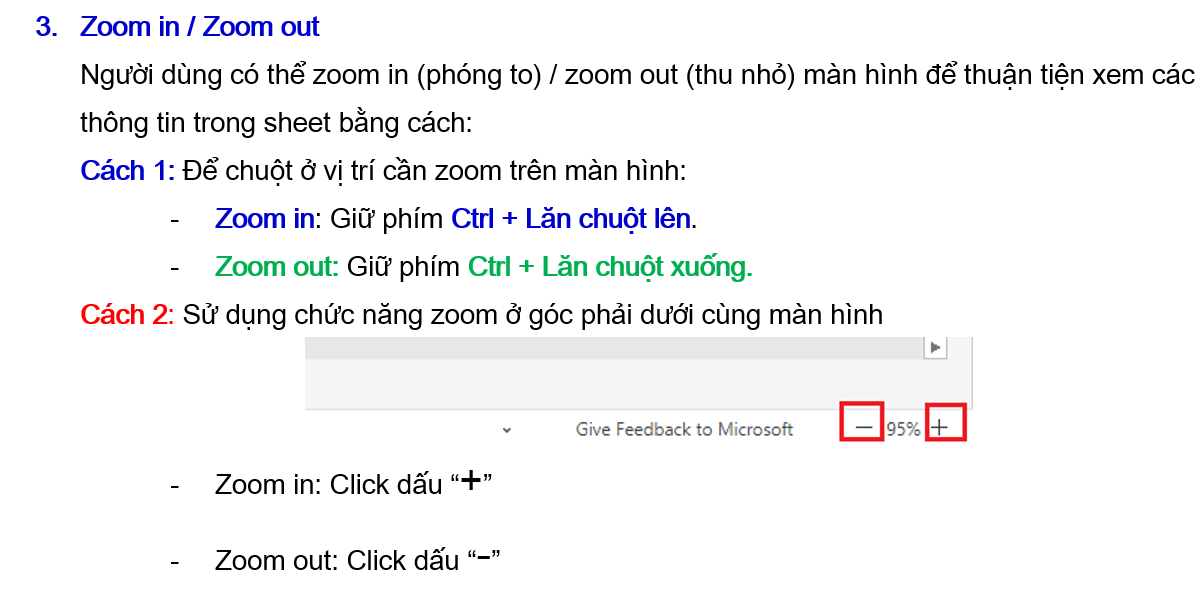 3. Zoom in / Zoom out
Người dùng có thể zoom in (phóng to) / zoom out (thu nhỏ) màn hình để thuận tiện xem các
thông tin trong sheet bằng cách:
Cách 1: Để chuột ở vị trí cần zoom trên màn hình:
- Zoom in: Giữ phím Ctrl + Lăn chuột lên.
- Zoom out: Giữ phím Ctrl + Lăn chuột xuống.
Cách 2: Sử dụng chức năng zoom ở góc phải dưới cùng màn hình
Give Feedback to Microsoft − 95% +
- Zoom in: Click dấu “+”
- Zoom out: Click dấu “−”